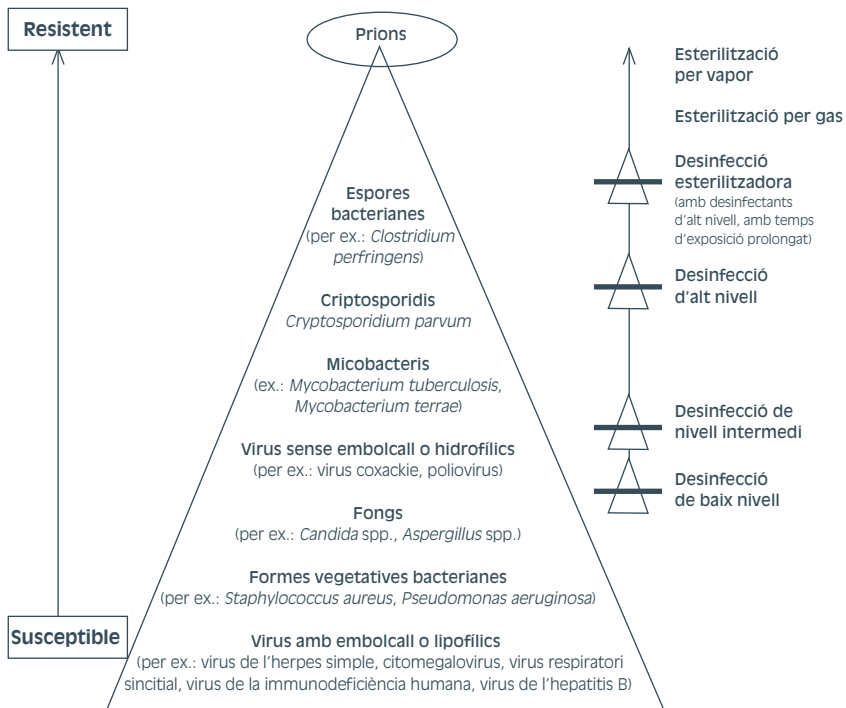 Resistent
Prions
Espores
bacterianes
(per ex.: Clostridium
perfringens)
Criptosporidis
Cryptosporidium parvum
Micobacteris
(ex.: Mycobacterium tuberculosis,
Mycobacterium terrae)
Virus sense embolcall o hidrofílics
(per ex.: virus coxackie, poliovirus)
Fongs
(per ex.: Candida spp., Aspergillus spp.)
Formes vegetatives bacterianes
(per ex.: Staphylococcus aureus, Pseudomonas aeruginosa)
Susceptible
Virus amb embolcall o lipofílics
(per ex.: virus de l’herpes simple, citomegalovirus, virus respiratori
sincitial, virus de la immunodeficiència humana, virus de l’hepatitis B)
Esterilització
per vapor
Esterilització per gas
Desinfecció
esterilitzadora
(amb desinfectants
d’alt nivell, amb temps
d’exposició prolongat)
Desinfecció
d’alt nivell
Desinfecció de
nivell intermedi
Desinfecció
de baix nivell